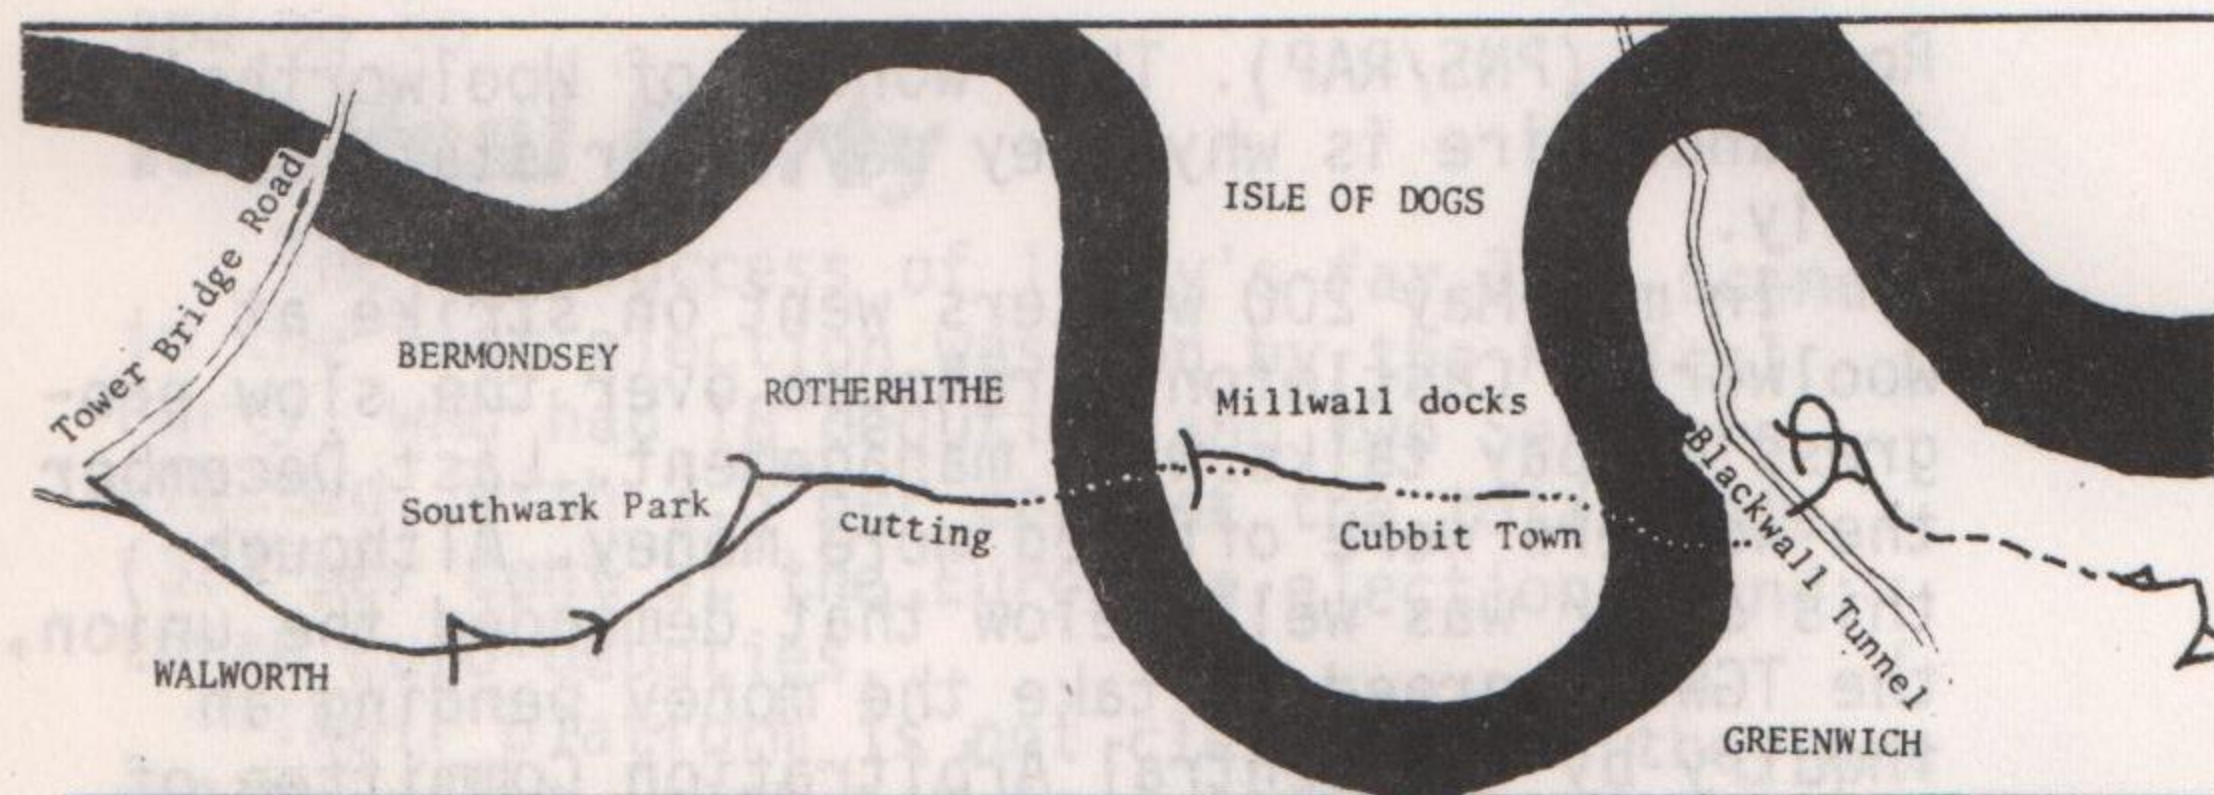 Tower Bridge Road
BERMONDSEY
ROTHERHITHE
ISLE OF DOGS
Millwall docks
Southwark Park
cutting
Cubbit Town
Blackwall Tunnel
WALWORTH
GREENWICH